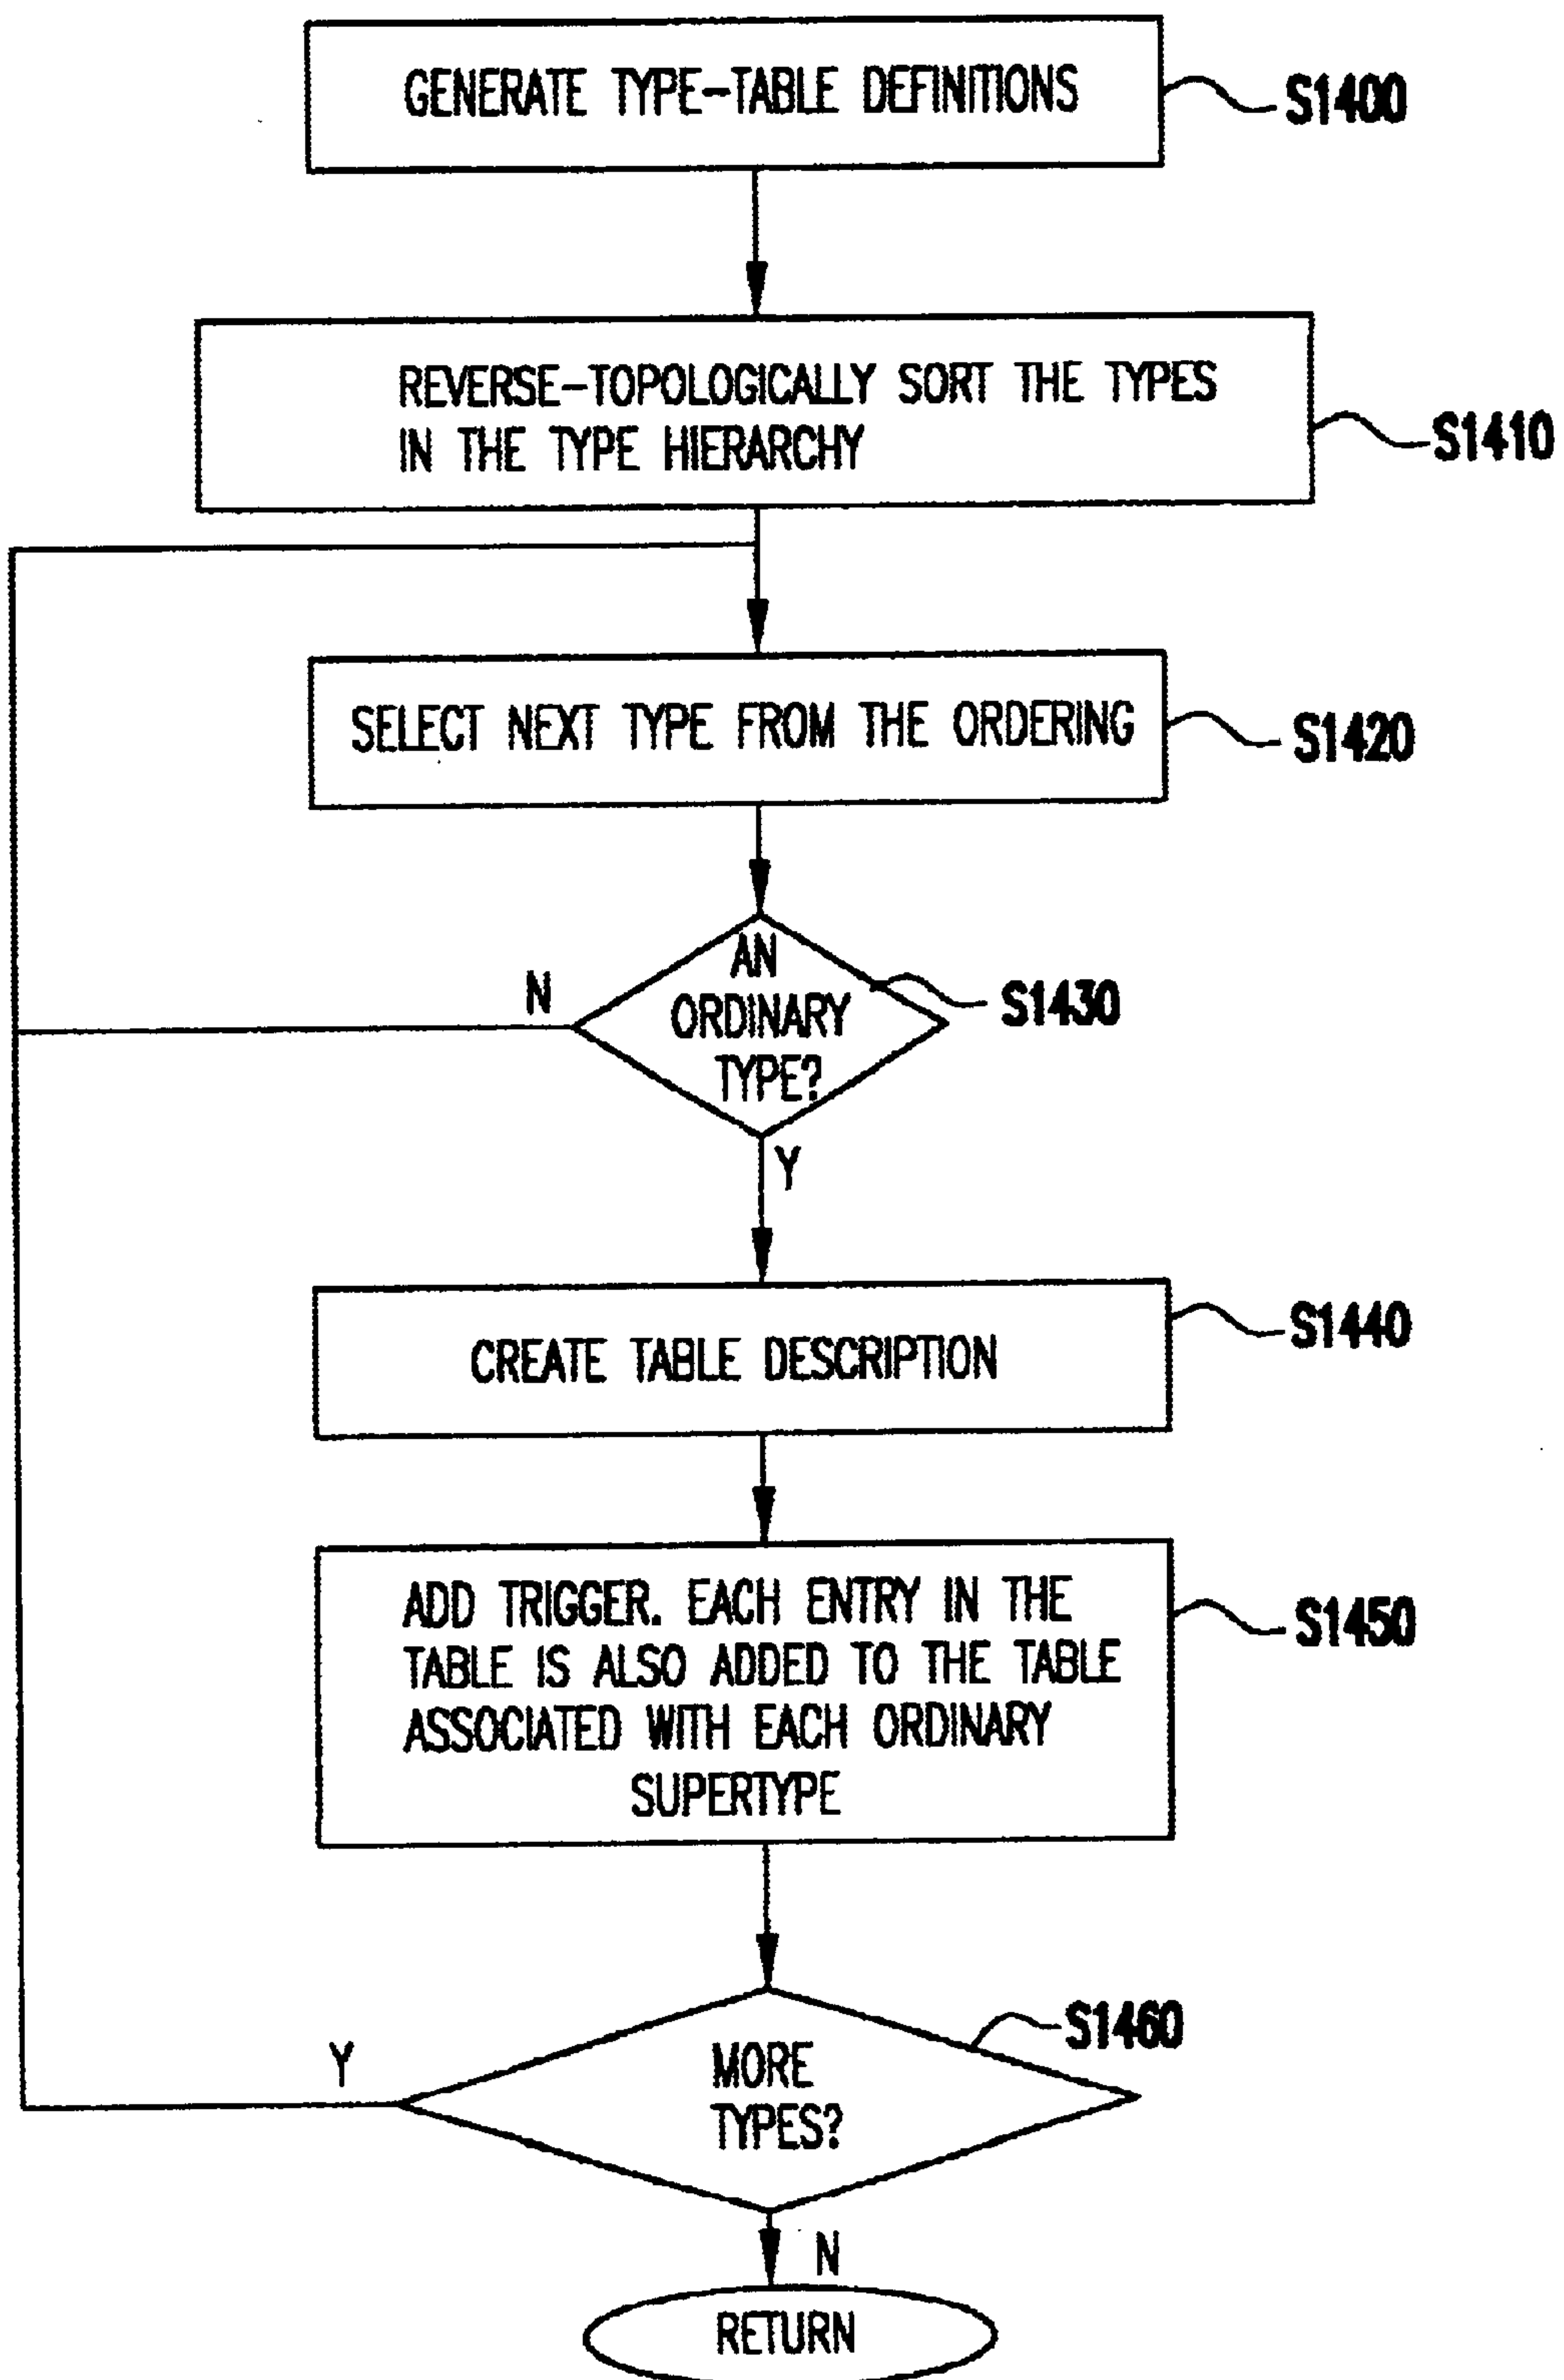 GENERATE TYPE-TABLE DEFINITIONS
S1400
REVERSE-TOPOLOGICALLY SORT THE TYPES
IN THE TYPE HIERARCHY
S1410
SELECT NEXT TYPE FROM THE ORDERING
S1420
AN
ORDINARY
TYPE?
S1430
N
Y
CREATE TABLE DESCRIPTION
S1440
ADD TRIGGER. EACH ENTRY IN THE
TABLE IS ALSO ADDED TO THE TABLE
ASSOCIATED WITH EACH ORDINARY
SUPERTYPE
S1450
MORE
TYPES?
S1460
Y
N
RETURN